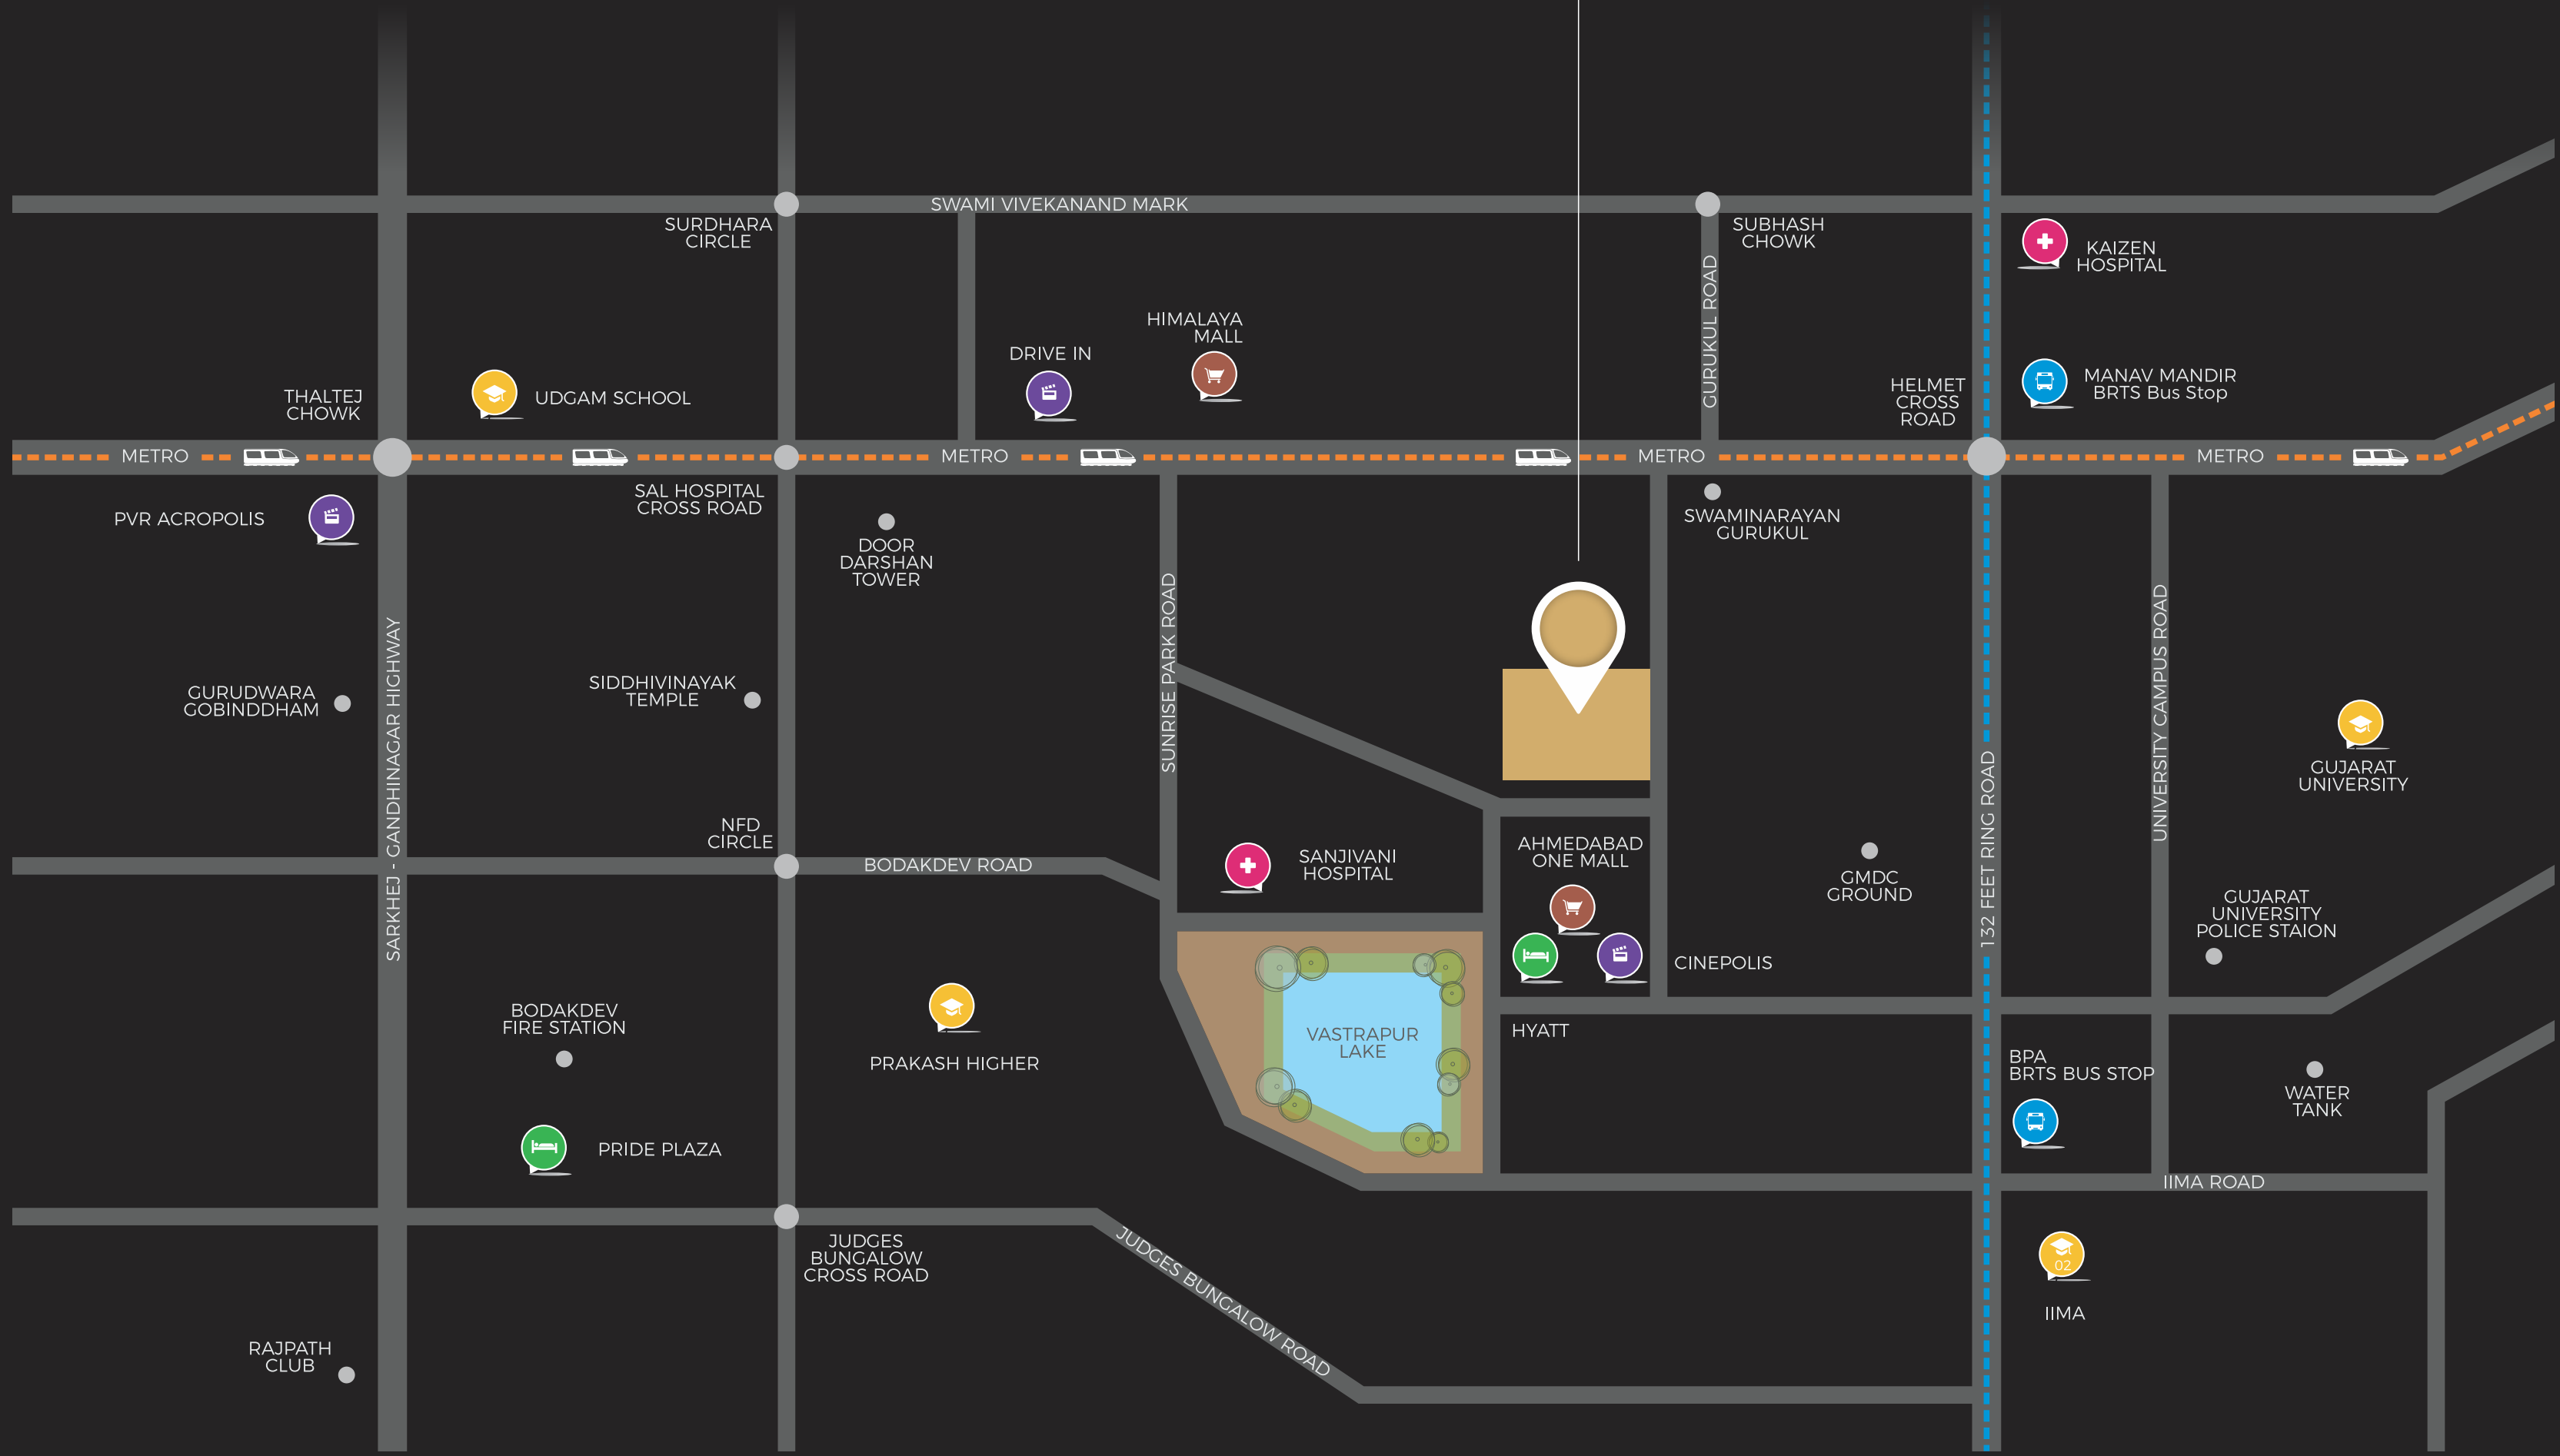 SWAMI VIVEKANAND MARK
SURDHARA
CIRCLE
SUBHASH
CHOWK
KAIZEN
HOSPITAL
GURUKUL ROAD
HIMALAYA
MALL
DRIVE IN
THALTEJ
CHOWK
UDGAM SCHOOL
HELMET
CROSS
ROAD
MANAV MANDIR
BRTS Bus Stop
METRO
METRO
METRO
METRO
PVR ACROPOLIS
SAL HOSPITAL
CROSS ROAD
DOOR
DARSHAN
TOWER
SWAMINARAYAN
GURUKUL
SARKHEJ - GANDHINAGAR HIGHWAY
SUNRISE PARK ROAD
132 FEET RING ROAD
UNIVERSITY CAMPUS ROAD
GURUDWARA
GOBINDDHAM
SIDDHIVINAYAK
TEMPLE
GUJARAT
UNIVERSITY
NFD
CIRCLE
BODAKDEV ROAD
SANJIVANI
HOSPITAL
AHMEDABAD
ONE MALL
GMDC
GROUND
GUJARAT
UNIVERSITY
POLICE STAION
CINEPOLIS
BODAKDEV
FIRE STATION
PRAKASH HIGHER
VASTRAPUR
LAKE
HYATT
BPA
BRTS BUS STOP
WATER
TANK
PRIDE PLAZA
IIMA ROAD
JUDGES
BUNGALOW
CROSS ROAD
JUDGES BUNGALOW ROAD
02
IIMA
RAJPATH
CLUB